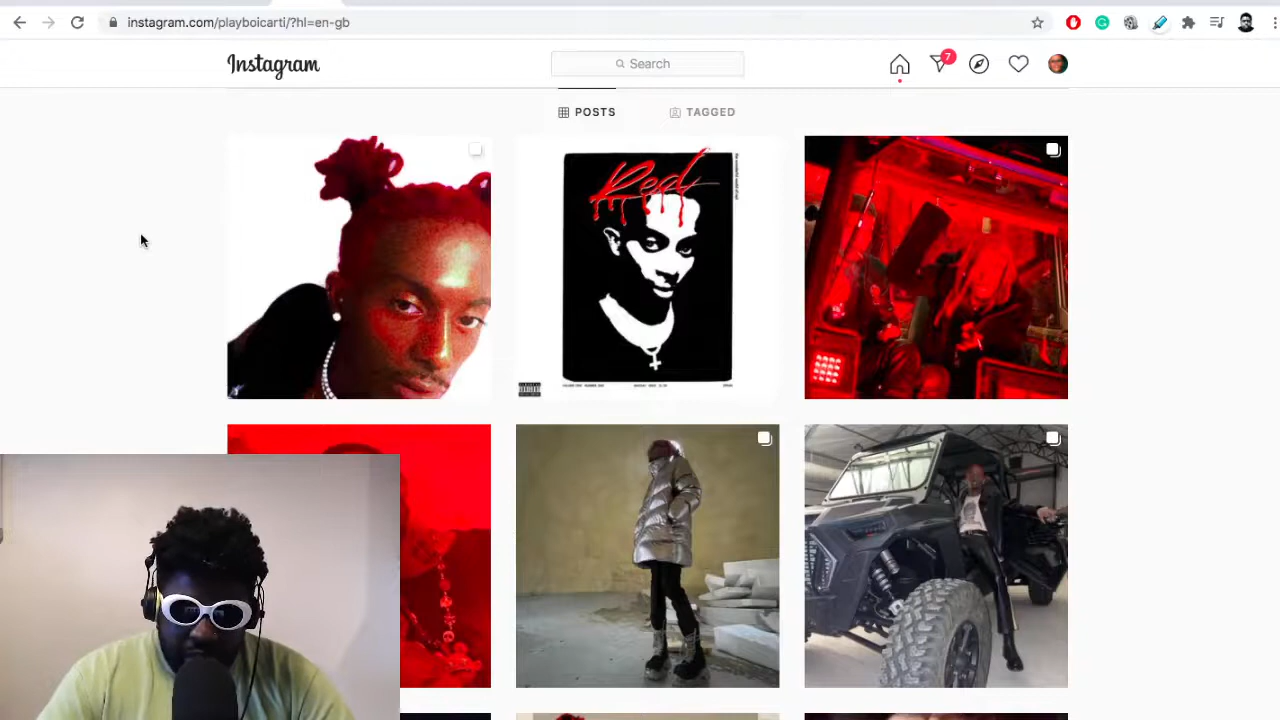 instagram.com/playboicarti/?hl=en-gb
Instagram
Search
7
POSTS
TAGGED
Red